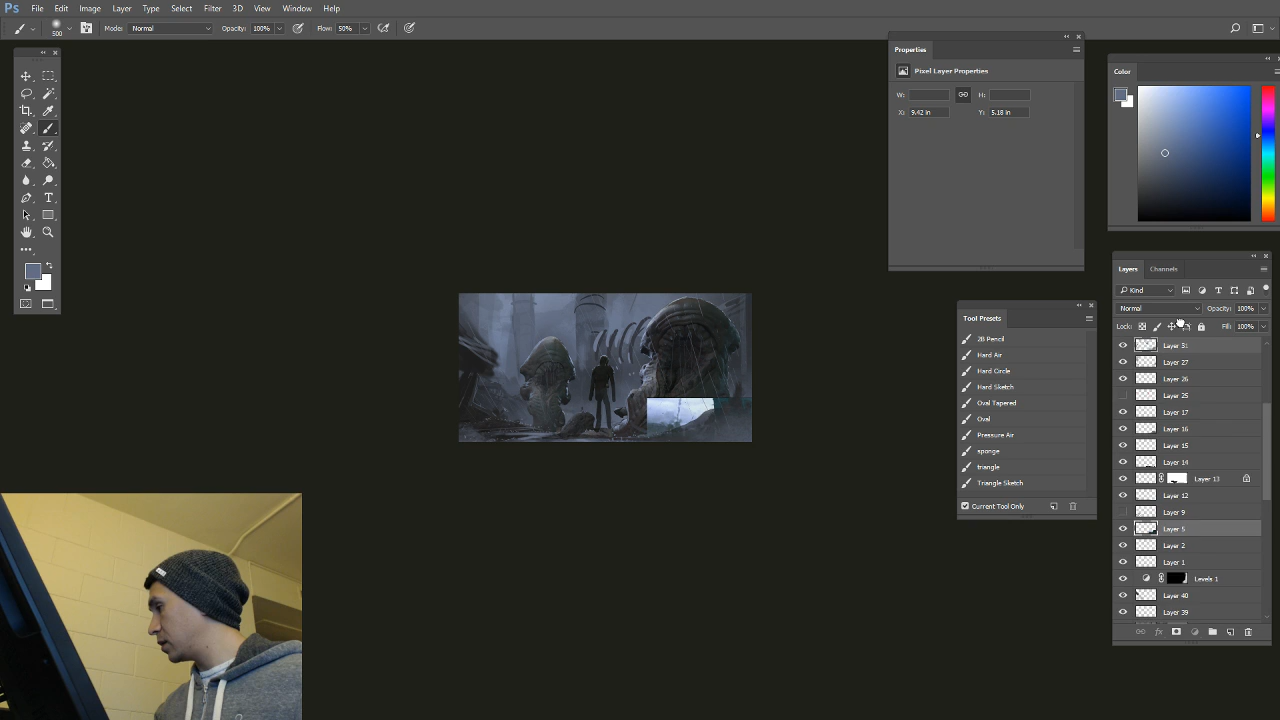 Ps File Edit Image Layer Type Select Filter 3D View Window Help
500 Mode: Normal Opacity: 100% Flow: 50%
Properties
Pixel Layer Properties
W: H:
X: 9.42 in Y: 5.18 in
Color
Tool Presets
2B Pencil
Hard Air
Hard Circle
Hard Sketch
Oval Tapered
Oval
Pressure Air
sponge
triangle
Triangle Sketch
Current Tool Only
Layers Channels
Kind
Normal Opacity: 100%
Lock: Fill: 100%
Layer 31
Layer 27
Layer 26
Layer 25
Layer 17
Layer 16
Layer 15
Layer 14
Layer 13
Layer 12
Layer 9
Layer 5
Layer 2
Layer 1
Levels 1
Layer 40
Layer 39